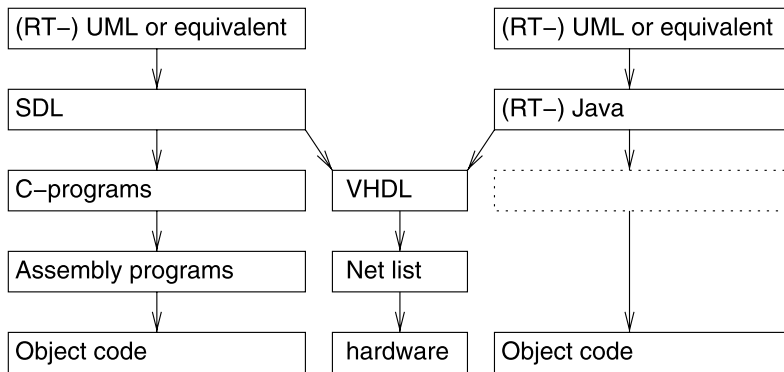 (RT−) UML or equivalent
(RT−) UML or equivalent
SDL
(RT−) Java
C−programs
VHDL
Assembly programs
Net list
Object code
hardware
Object code